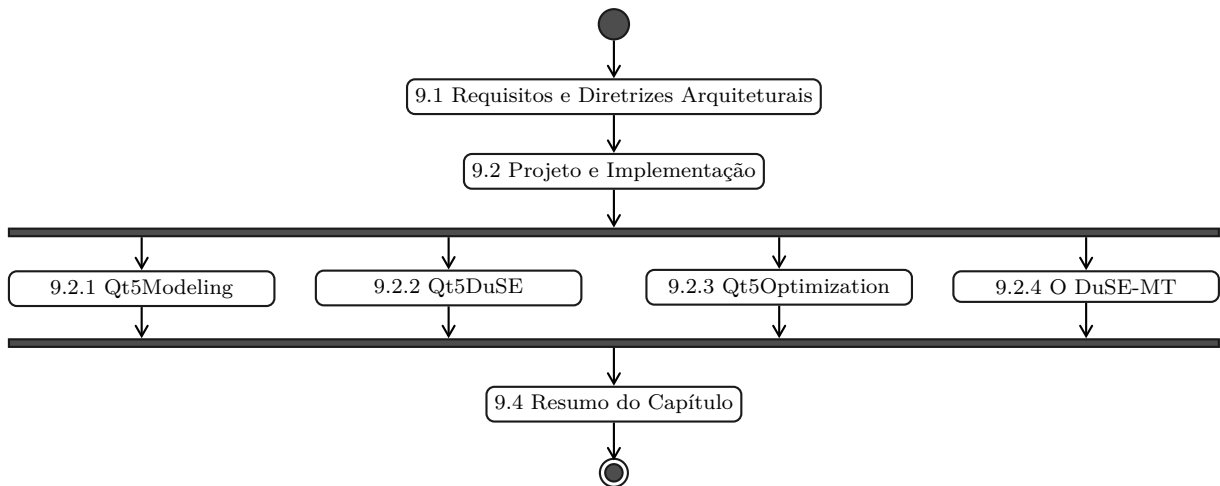 9.1 Requisitos e Diretrizes Arquiteturais
9.2 Projeto e Implementação
9.2.1 Qt5Modeling
9.2.2 Qt5DuSE
9.2.3 Qt5Optimization
9.2.4 O DuSE-MT
9.4 Resumo do Capítulo